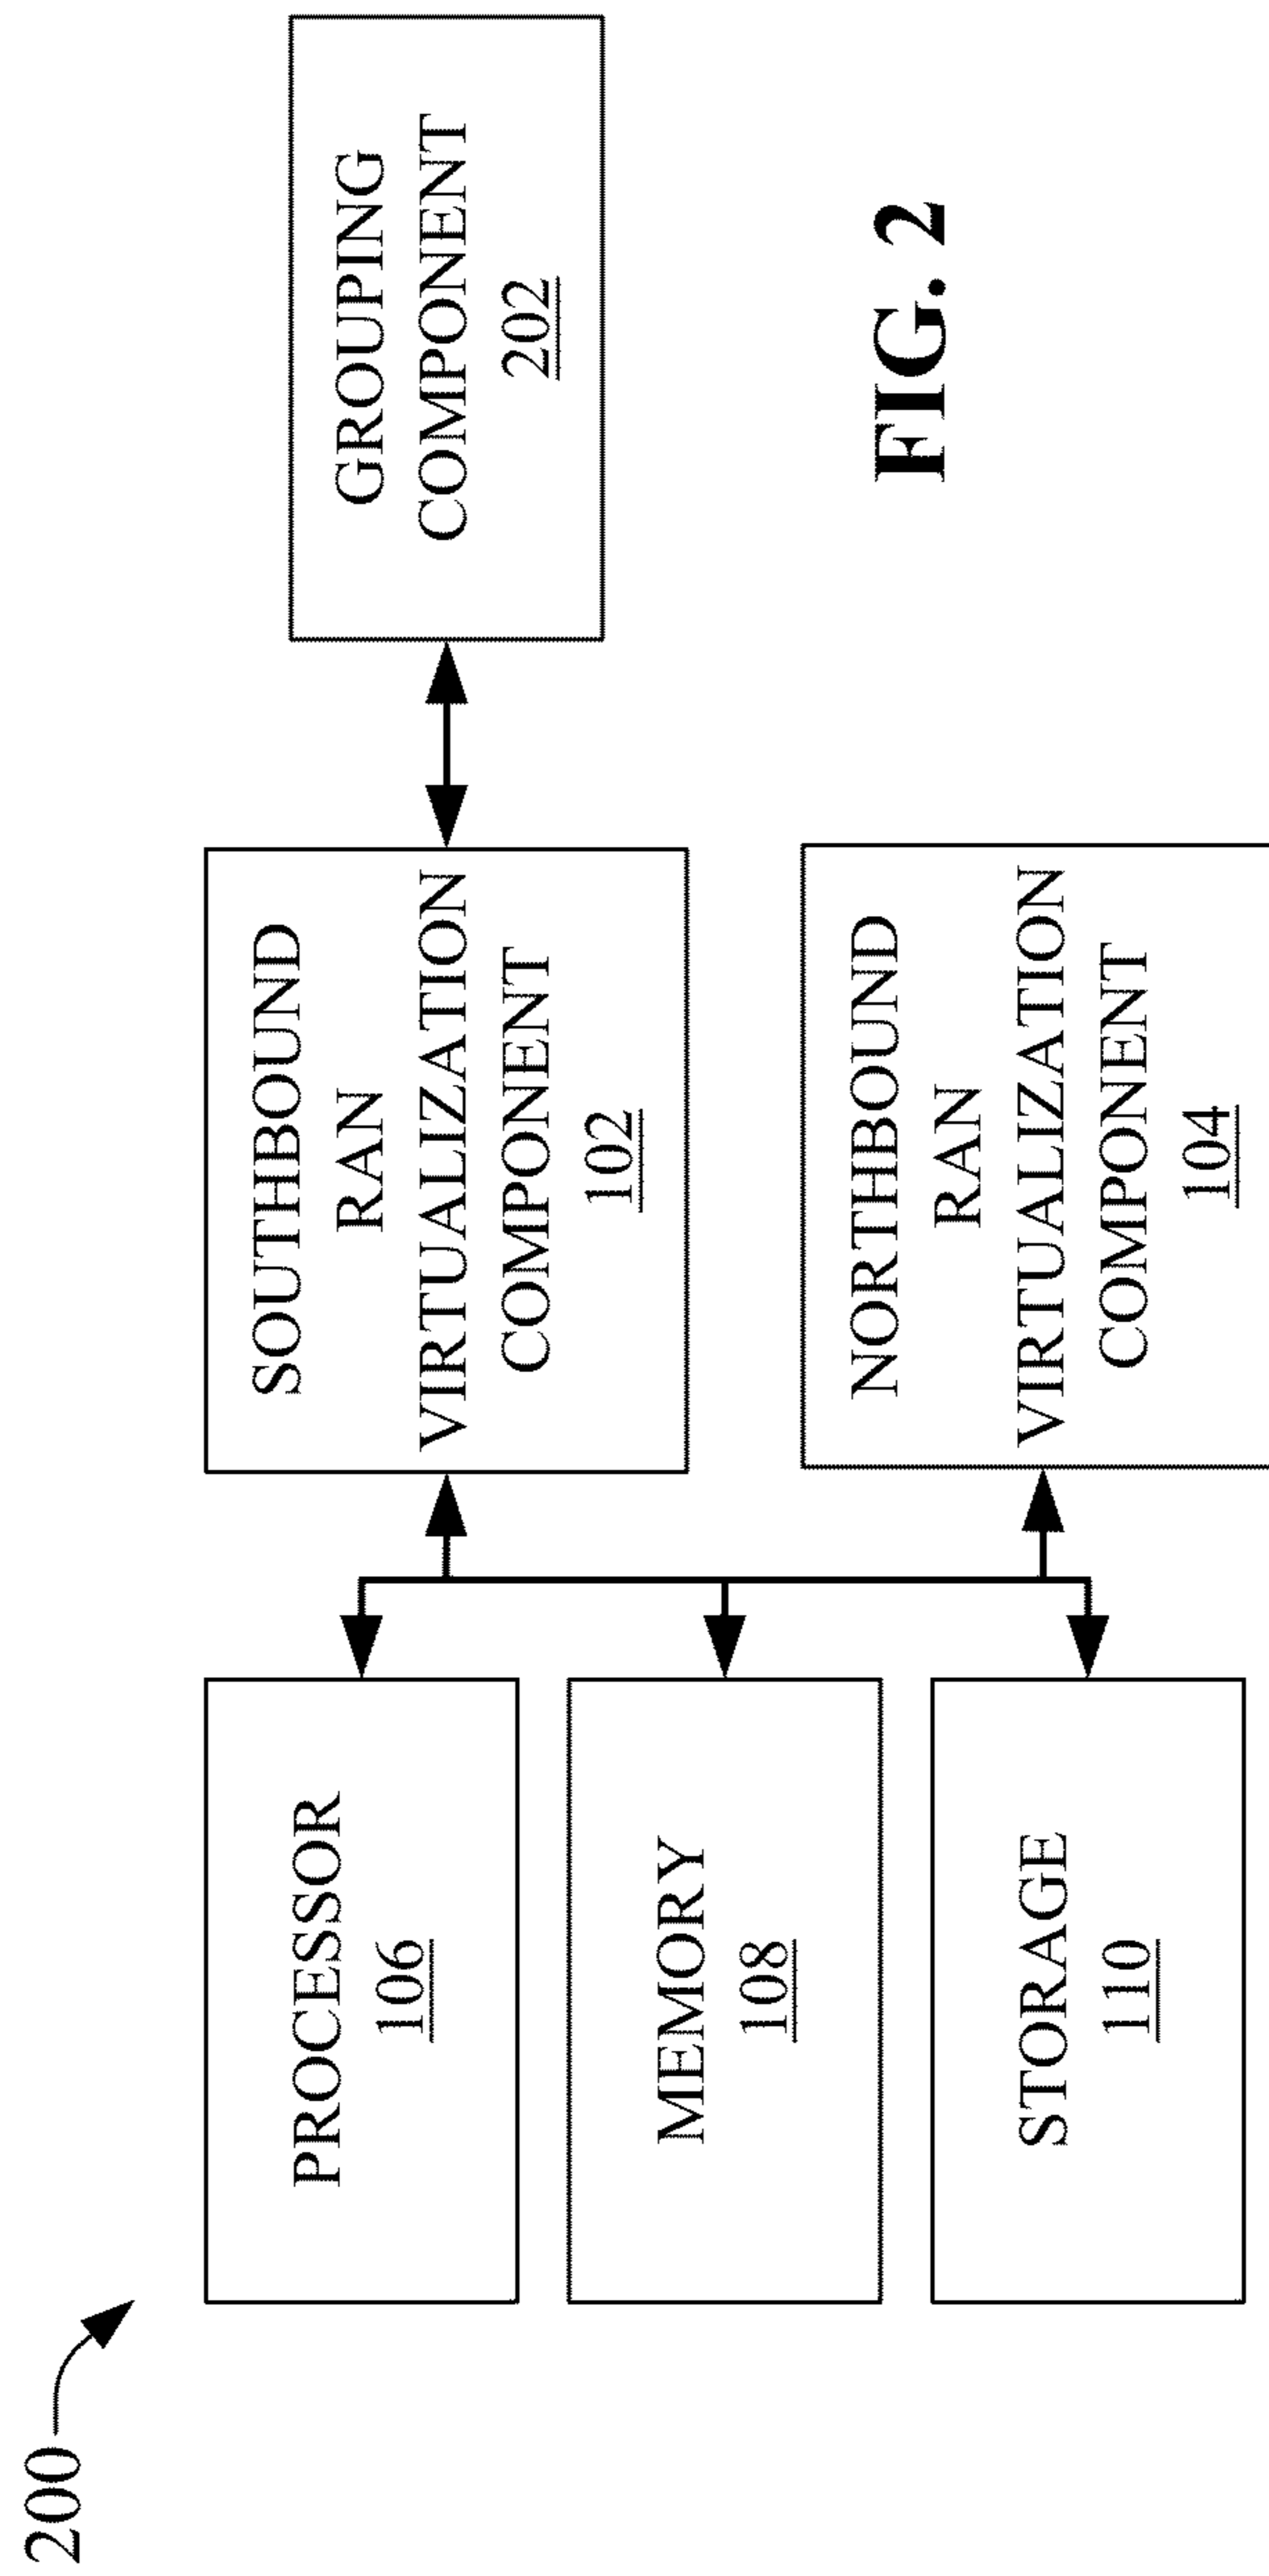 200
PROCESSOR
106
MEMORY
108
STORAGE
110
SOUTHBOUND
RAN
VIRTUALIZATION
COMPONENT
102
NORTHBOUND
RAN
VIRTUALIZATION
COMPONENT
104
GROUPING
COMPONENT
202
FIG. 2